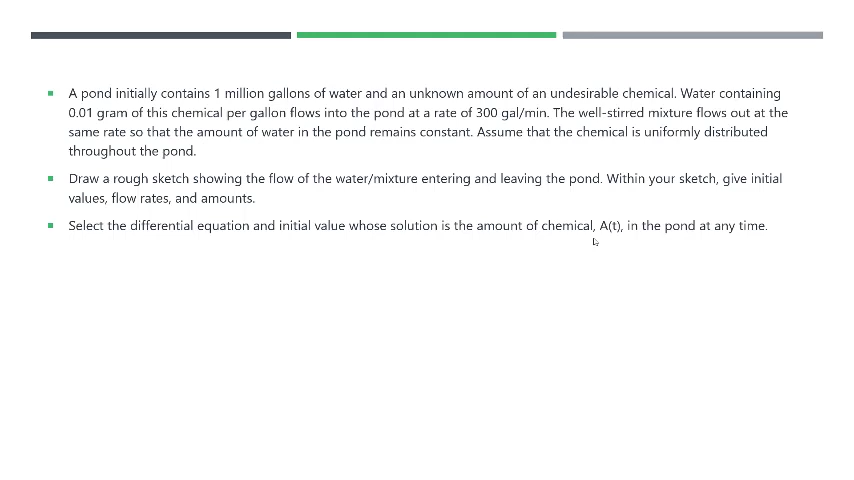 A pond initially contains 1 million gallons of water and an unknown amount of an undesirable chemical. Water containing
0.01 gram of this chemical per gallon flows into the pond at a rate of 300 gal/min. The well-stirred mixture flows out at the
same rate so that the amount of water in the pond remains constant. Assume that the chemical is uniformly distributed
throughout the pond.
Draw a rough sketch showing the flow of the water/mixture entering and leaving the pond. Within your sketch, give initial
values, flow rates, and amounts.
Select the differential equation and initial value whose solution is the amount of chemical, A(t), in the pond at any time.